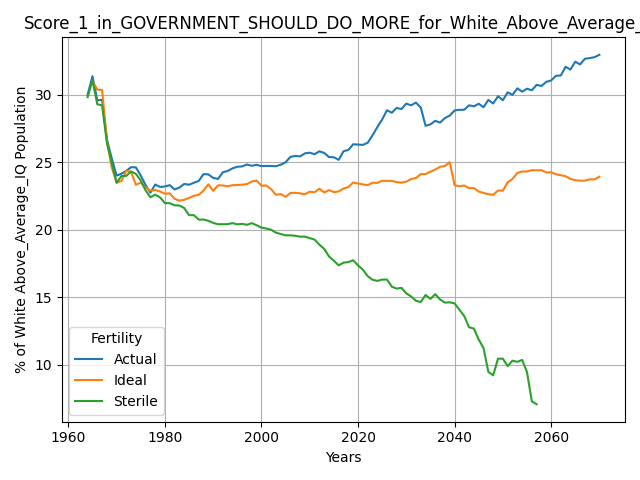 Score_1_in_GOVERNMENT_SHOULD_DO_MORE_for_White_Above_Average_
% of White Above_Average_IQ Population
30
25
20
15
10
Fertility
Actual
Ideal
Sterile
1960
1980
2000
2020
2040
2060
Years